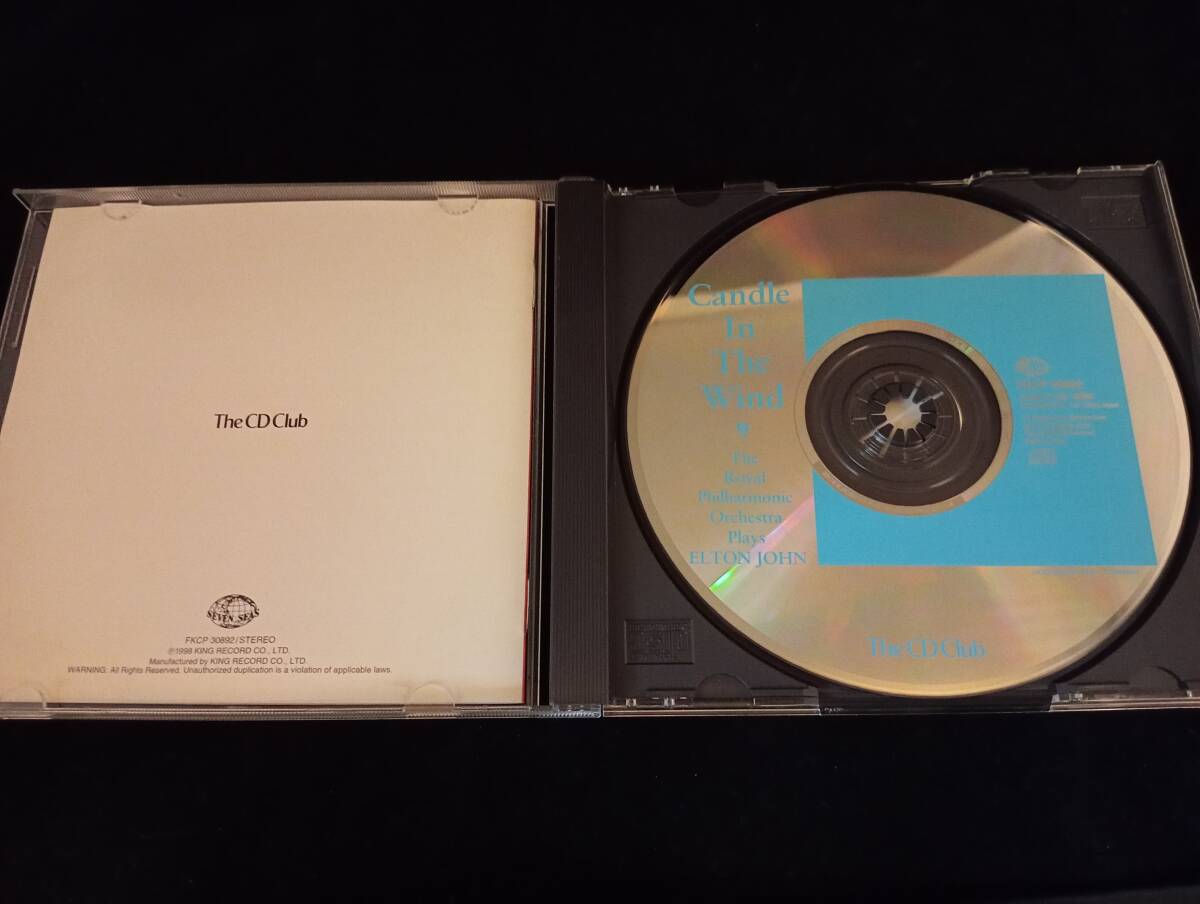 The CD Club
SEVEN SEAS
FKCP 30892/STEREO
℗1998 KING RECORD CO., LTD.
Manufactured by KING RECORD CO., LTD.
WARNING: All Rights Reserved. Unauthorized duplication is a violation of applicable laws.
Candle
In
The
Wind
The
Royal
Philharmonic
Orchestra
Plays
ELTON JOHN
The CD Club